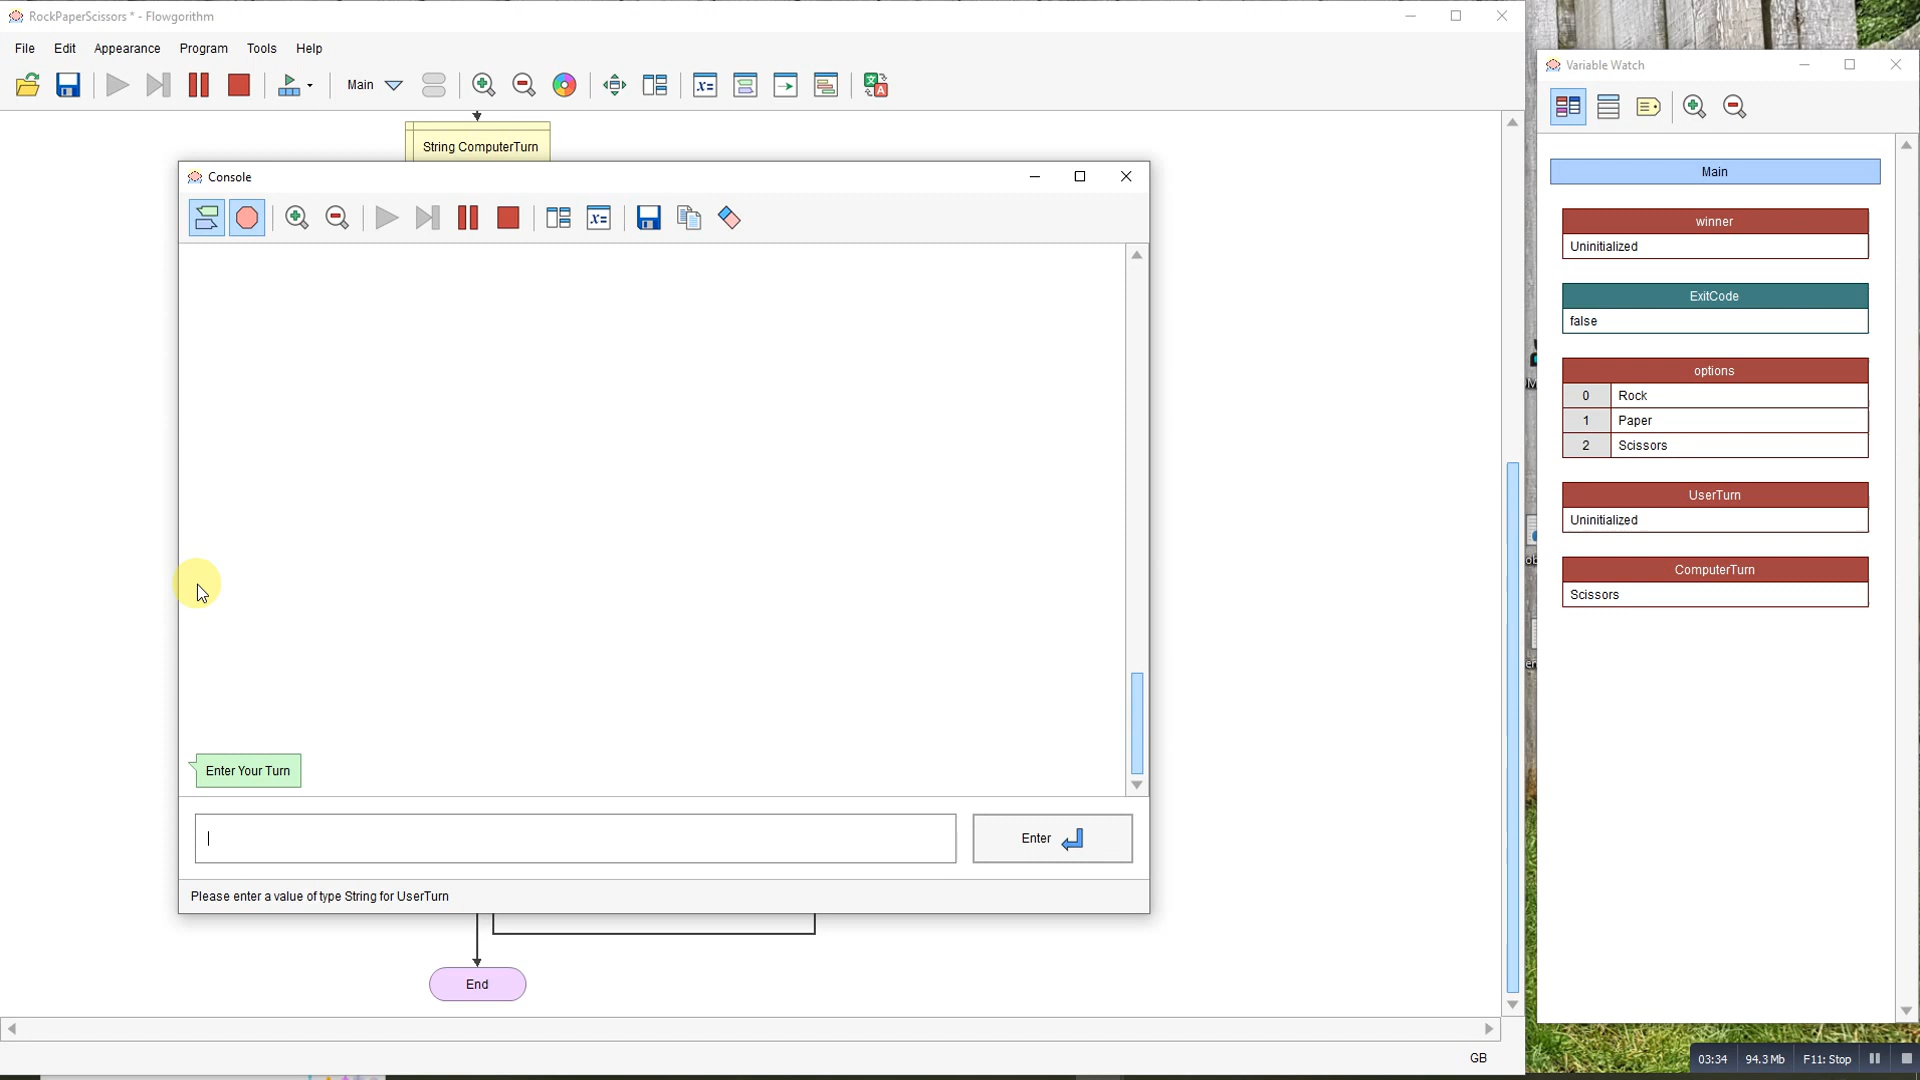 RockPaperScissors * - Flowgorithm
File Edit Appearance Program Tools Help
Main
String ComputerTurn
Console
Enter Your Turn
Enter
Please enter a value of type String for UserTurn
End
GB
Variable Watch
Main
winner
Uninitialized
ExitCode
false
options
0 Rock
1 Paper
2 Scissors
UserTurn
Uninitialized
ComputerTurn
Scissors
03:34 94.3 Mb F11: Stop